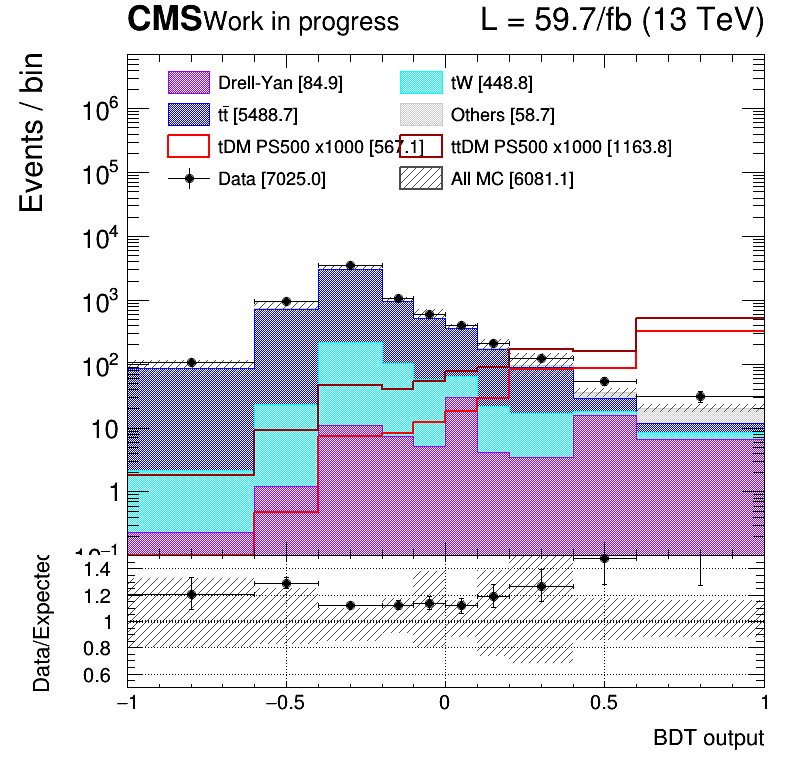 CMS Work in progress L = 59.7/fb (13 TeV)
Events / bin
Drell-Yan [84.9] tW [448.8]
tt̄ [5488.7] Others [58.7]
tDM PS500 x1000 [567.1] ttDM PS500 x1000 [1163.8]
Data [7025.0] All MC [6081.1]
10⁶
10⁵
10⁴
10³
10²
10
1
10⁻¹
Data/Expected
1.4
1.2
1
0.8
0.6
−1 −0.5 0 0.5 1
BDT output